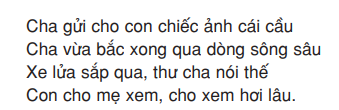 Cha gửi cho con chiếc ảnh cái cầu
Cha vừa bắc xong qua dòng sông sâu
Xe lửa sắp qua, thư cha nói thế
Con cho mẹ xem, cho xem hơi lâu.